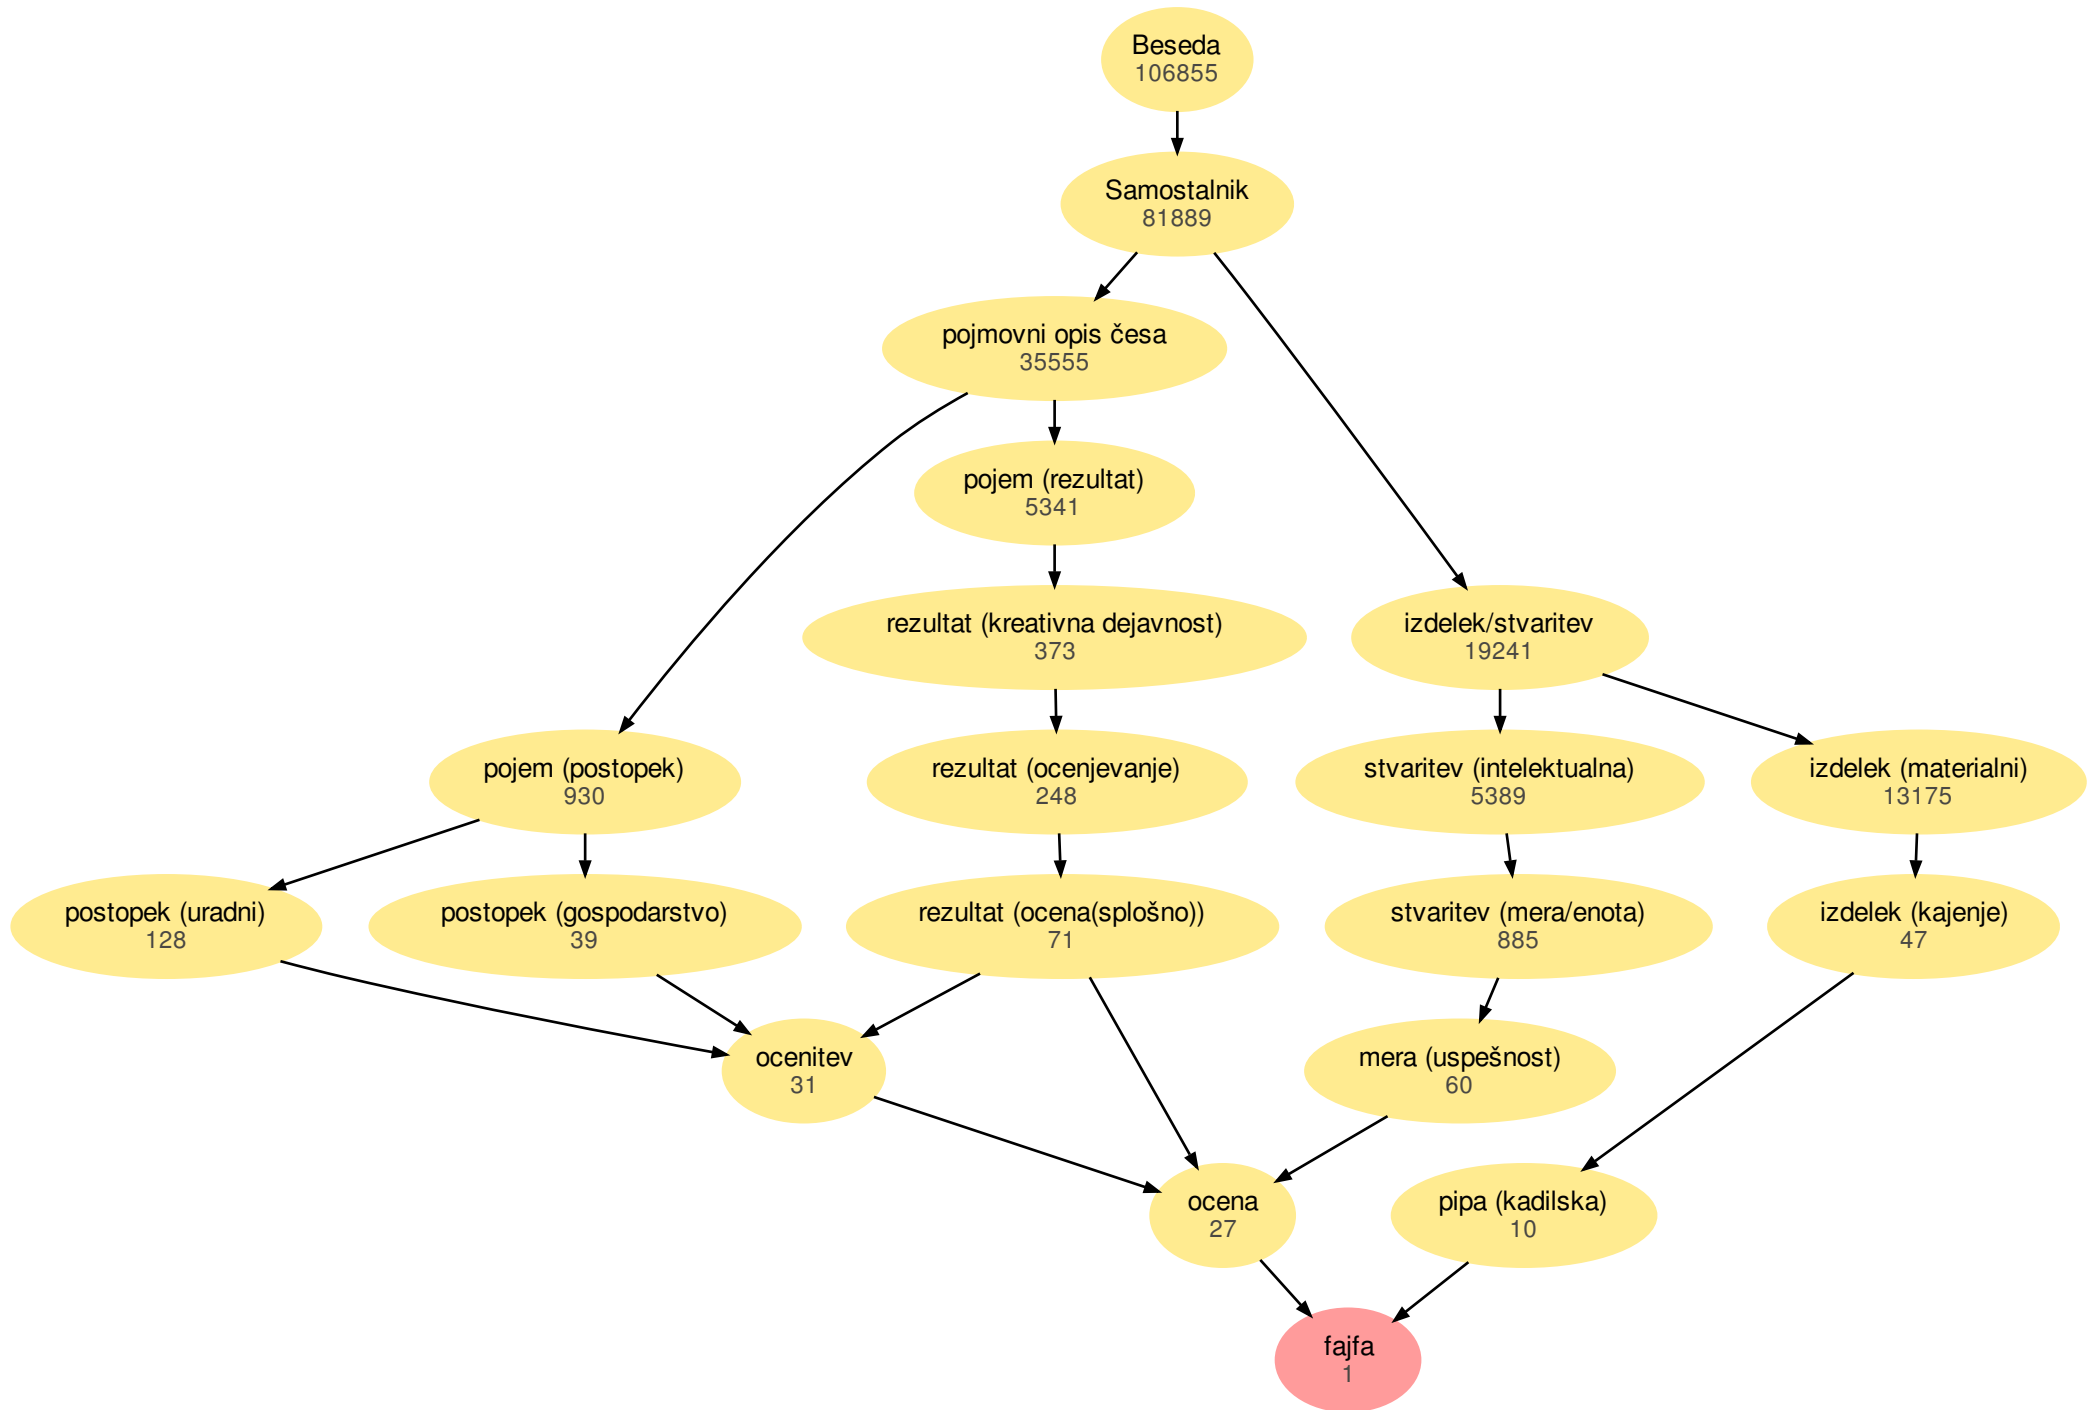 Beseda
106855
Samostalnik
81889
pojmovni opis česa
35555
pojem (rezultat)
5341
rezultat (kreativna dejavnost)
373
izdelek/stvaritev
19241
pojem (postopek)
930
rezultat (ocenjevanje)
248
stvaritev (intelektualna)
5389
izdelek (materialni)
13175
postopek (uradni)
128
postopek (gospodarstvo)
39
rezultat (ocena(splošno))
71
stvaritev (mera/enota)
885
izdelek (kajenje)
47
ocenitev
31
mera (uspešnost)
60
ocena
27
pipa (kadilska)
10
fajfa
1